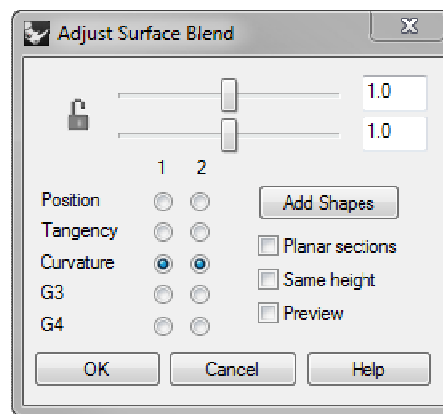 Adjust Surface Blend
1.0
1.0
1 2
Position
Tangency
Curvature
G3
G4
Add Shapes
Planar sections
Same height
Preview
OK Cancel Help